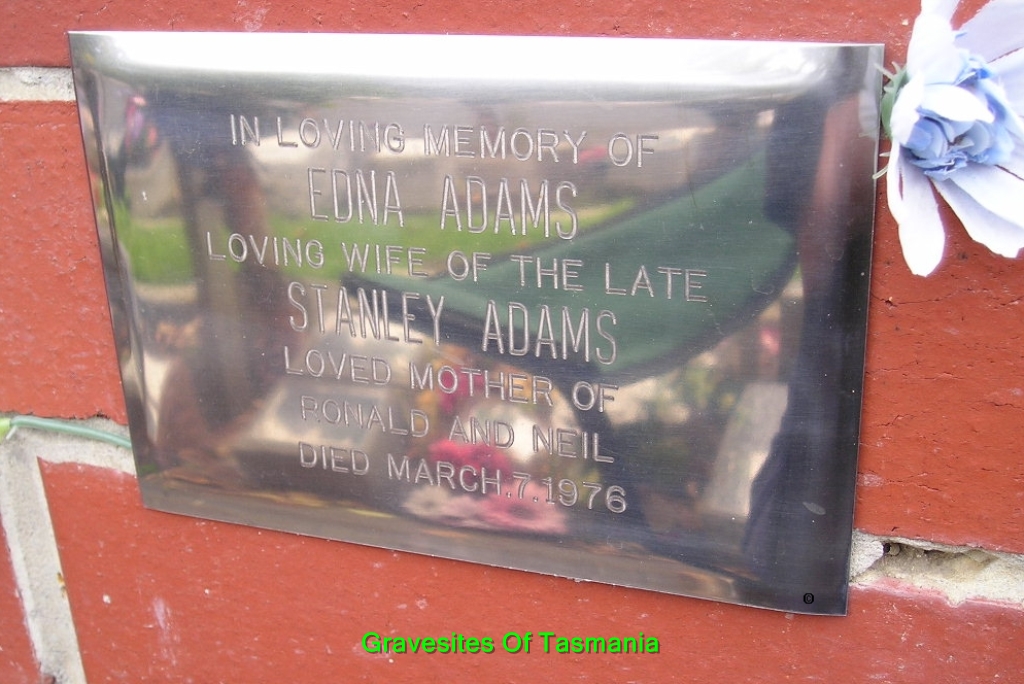 IN LOVING MEMORY OF
EDNA ADAMS
LOVING WIFE OF THE LATE
STANLEY ADAMS
LOVED MOTHER OF
RONALD AND NEIL
DIED MARCH.7.1976
Gravesites Of Tasmania